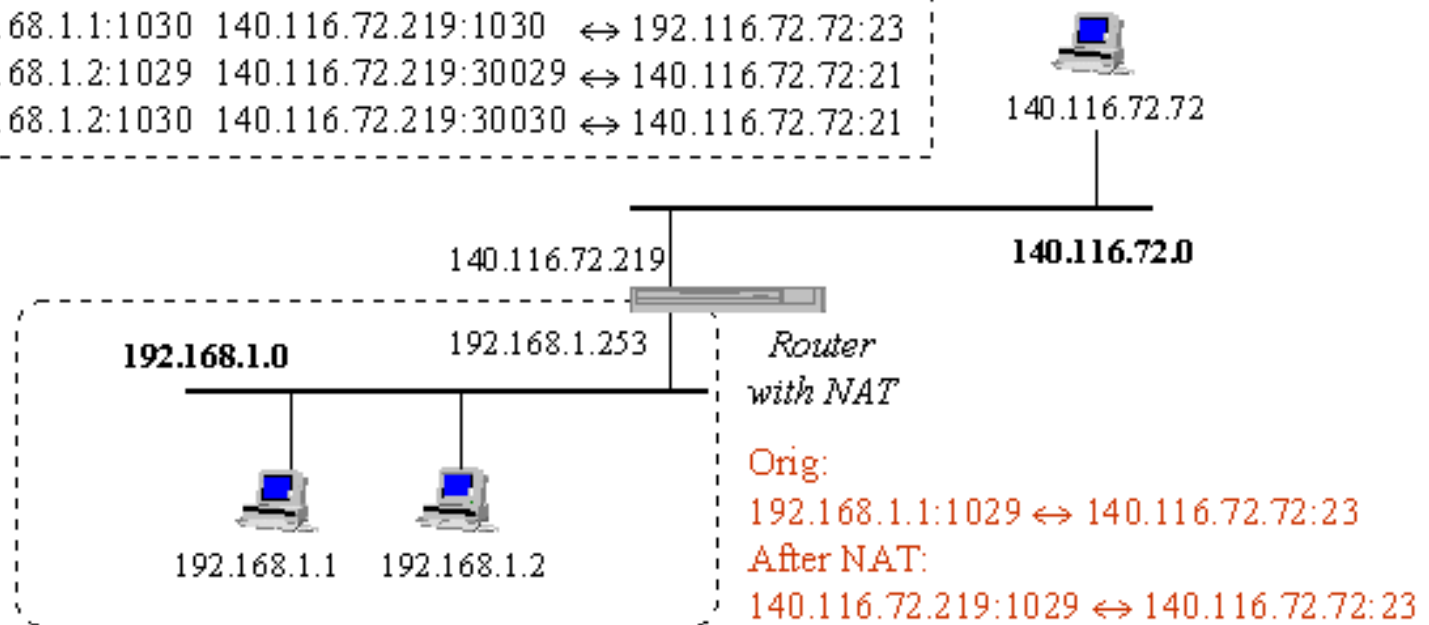 68.1.1:1030 140.116.72.219:1030 ⇔ 192.116.72.72:23
68.1.2:1029 140.116.72.219:30029 ⇔ 140.116.72.72:21
68.1.2:1030 140.116.72.219:30030 ⇔ 140.116.72.72:21
140.116.72.72
140.116.72.219
140.116.72.0
192.168.1.0
192.168.1.253
Router
with NAT
192.168.1.1
192.168.1.2
Orig:
192.168.1.1:1029 ⇔ 140.116.72.72:23
After NAT:
140.116.72.219:1029 ⇔ 140.116.72.72:23